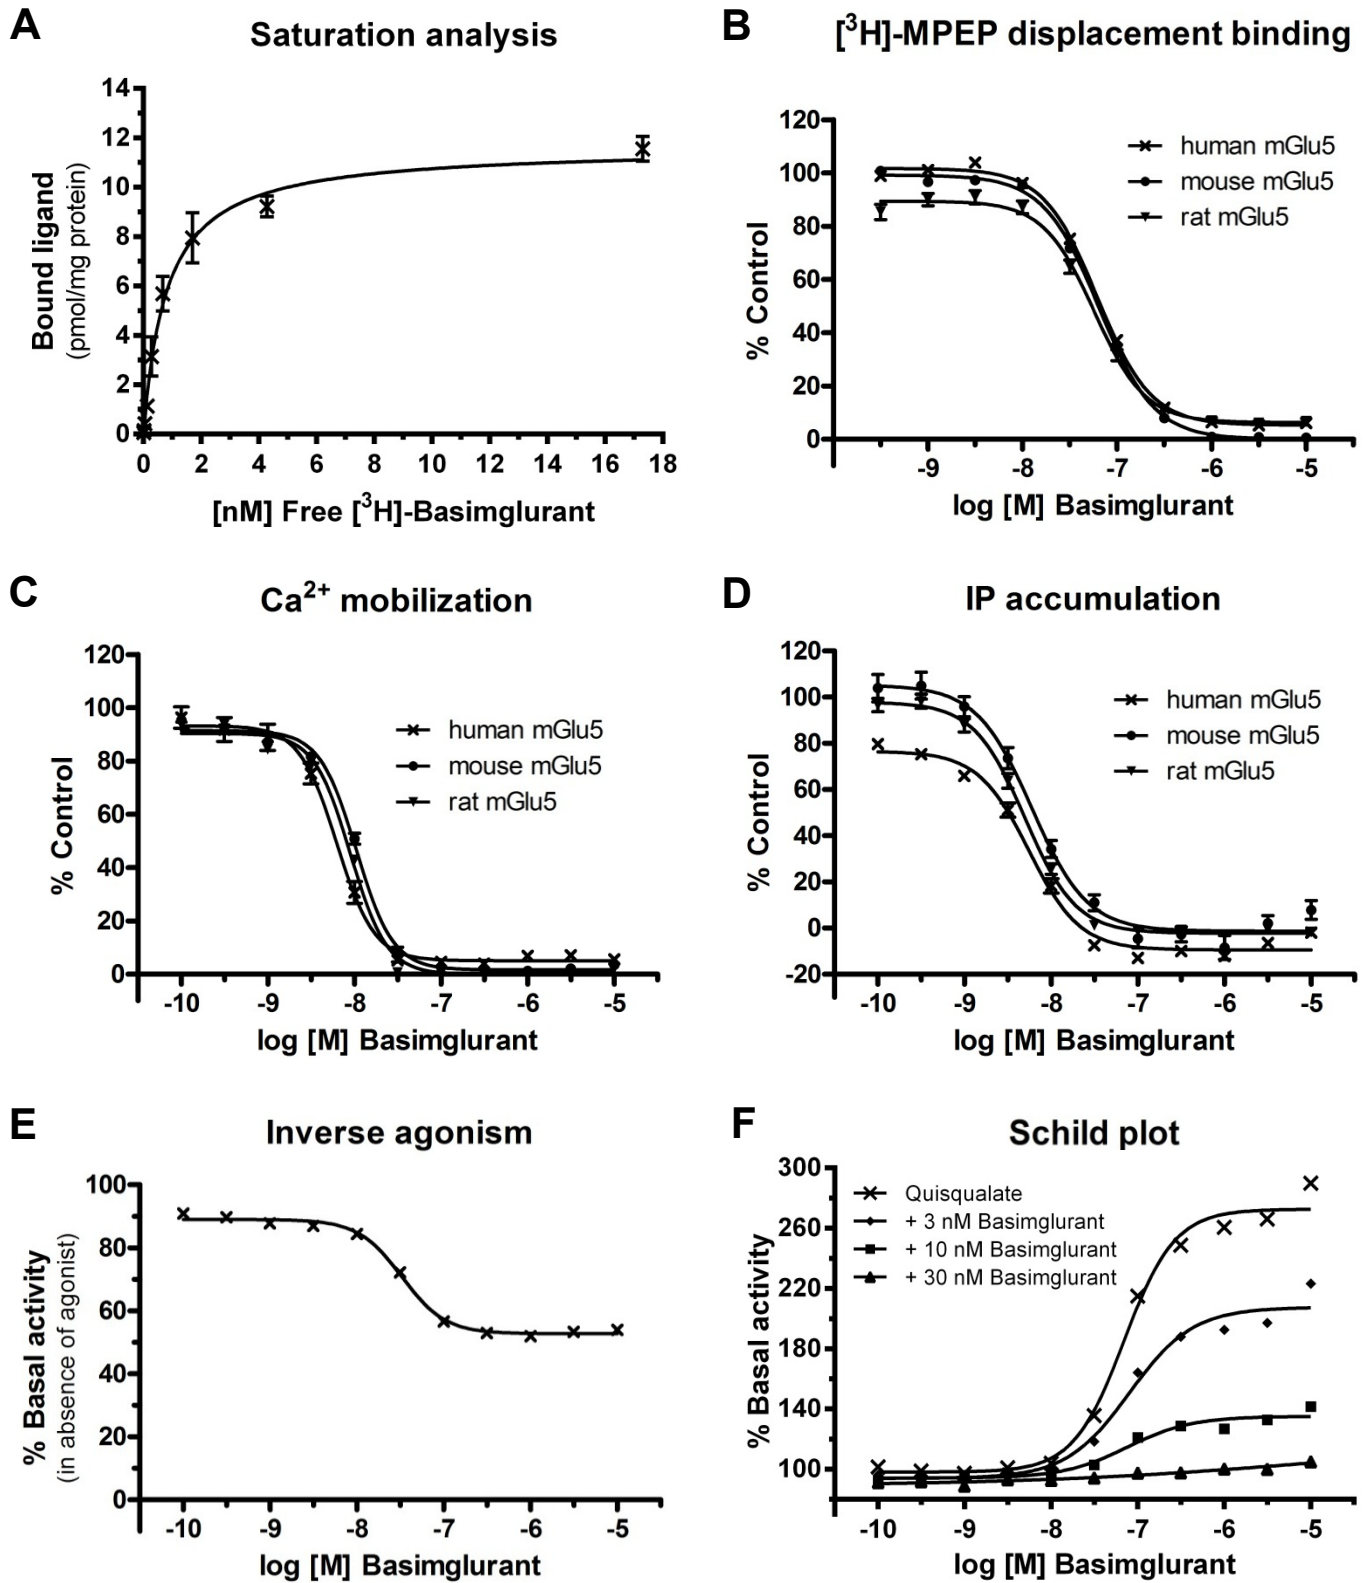 A
Saturation analysis
14
12
10
8
6
4
2
0
Bound ligand
(pmol/mg protein)
0 2 4 6 8 10 12 14 16 18
[nM] Free [³H]-Basimglurant
B
[³H]-MPEP displacement binding
120
100
80
60
40
20
0
% Control
human mGlu5
mouse mGlu5
rat mGlu5
-9 -8 -7 -6 -5
log [M] Basimglurant
C
Ca²⁺ mobilization
120
100
80
60
40
20
0
% Control
human mGlu5
mouse mGlu5
rat mGlu5
-10 -9 -8 -7 -6 -5
log [M] Basimglurant
D
IP accumulation
120
100
80
60
40
20
0
-20
% Control
human mGlu5
mouse mGlu5
rat mGlu5
-10 -9 -8 -7 -6 -5
log [M] Basimglurant
E
Inverse agonism
100
80
60
40
20
0
% Basal activity
(in absence of agonist)
-10 -9 -8 -7 -6 -5
log [M] Basimglurant
F
Schild plot
300
260
220
180
140
100
% Basal activity
Quisqualate
+ 3 nM Basimglurant
+ 10 nM Basimglurant
+ 30 nM Basimglurant
-10 -9 -8 -7 -6 -5
log [M] Basimglurant